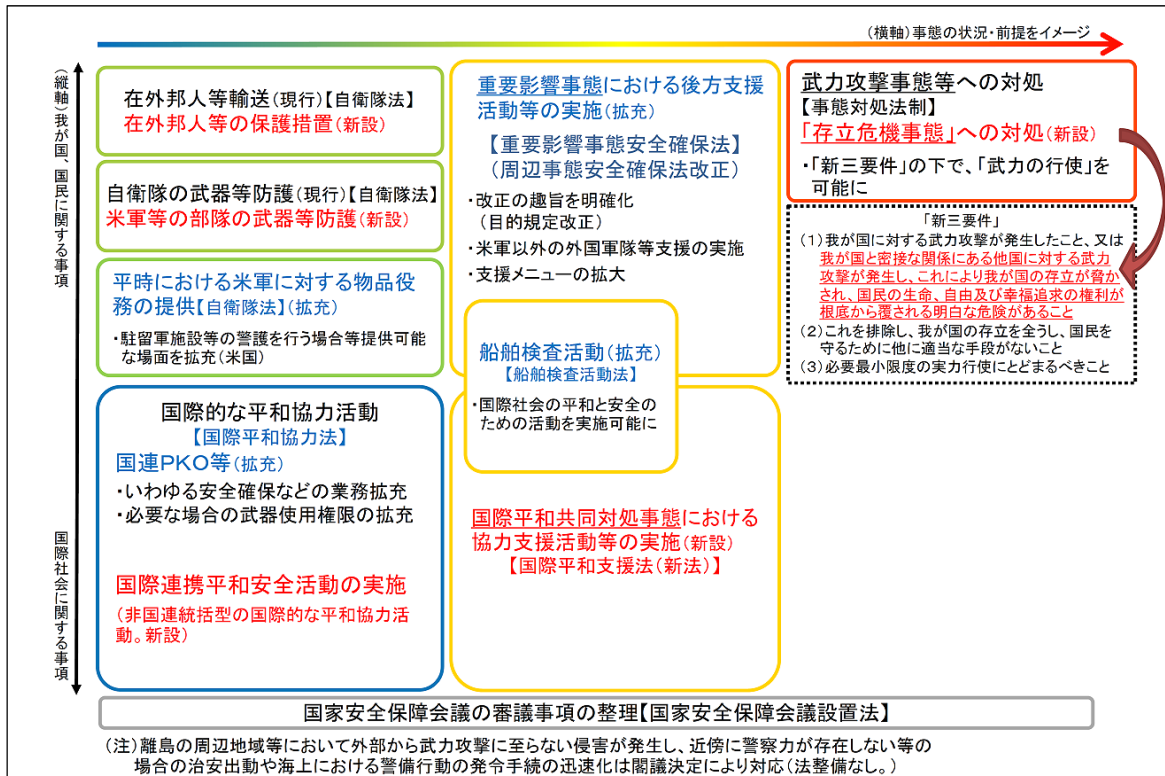 (横軸)事態の状況・前提をイメージ
(縦軸)我が国、国民に関する事項
国際社会に関する事項
在外邦人等輸送(現行)【自衛隊法】
在外邦人等の保護措置(新設)
自衛隊の武器等防護(現行)【自衛隊法】
米軍等の部隊の武器等防護(新設)
平時における米軍に対する物品役
務の提供【自衛隊法】(拡充)
・駐留軍施設等の警護を行う場合等提供可能
な場面を拡充(米国)
国際的な平和協力活動
【国際平和協力法】
国連PKO等(拡充)
・いわゆる安全確保などの業務拡充
・必要な場合の武器使用権限の拡充
国際連携平和安全活動の実施
(非国連統括型の国際的な平和協力活
動。新設)
重要影響事態における後方支援
活動等の実施(拡充)
【重要影響事態安全確保法】
(周辺事態安全確保法改正)
・改正の趣旨を明確化
(目的規定改正)
・米軍以外の外国軍隊等支援の実施
・支援メニューの拡大
船舶検査活動(拡充)
【船舶検査活動法】
・国際社会の平和と安全の
ための活動を実施可能に
国際平和共同対処事態における
協力支援活動等の実施(新設)
【国際平和支援法(新法)】
武力攻撃事態等への対処
【事態対処法制】
「存立危機事態」への対処(新設)
・「新三要件」の下で、「武力の行使」を
可能に
「新三要件」
(1)我が国に対する武力攻撃が発生したこと、又は
我が国と密接な関係にある他国に対する武力
攻撃が発生し、これにより我が国の存立が脅か
され、国民の生命、自由及び幸福追求の権利が
根底から覆される明白な危険があること
(2)これを排除し、我が国の存立を全うし、国民を
守るために他に適当な手段がないこと
(3)必要最小限度の実力行使にとどまるべきこと
国家安全保障会議の審議事項の整理【国家安全保障会議設置法】
(注)離島の周辺地域等において外部から武力攻撃に至らない侵害が発生し、近傍に警察力が存在しない等の
場合の治安出動や海上における警備行動の発令手続の迅速化は閣議決定により対応(法整備なし。)